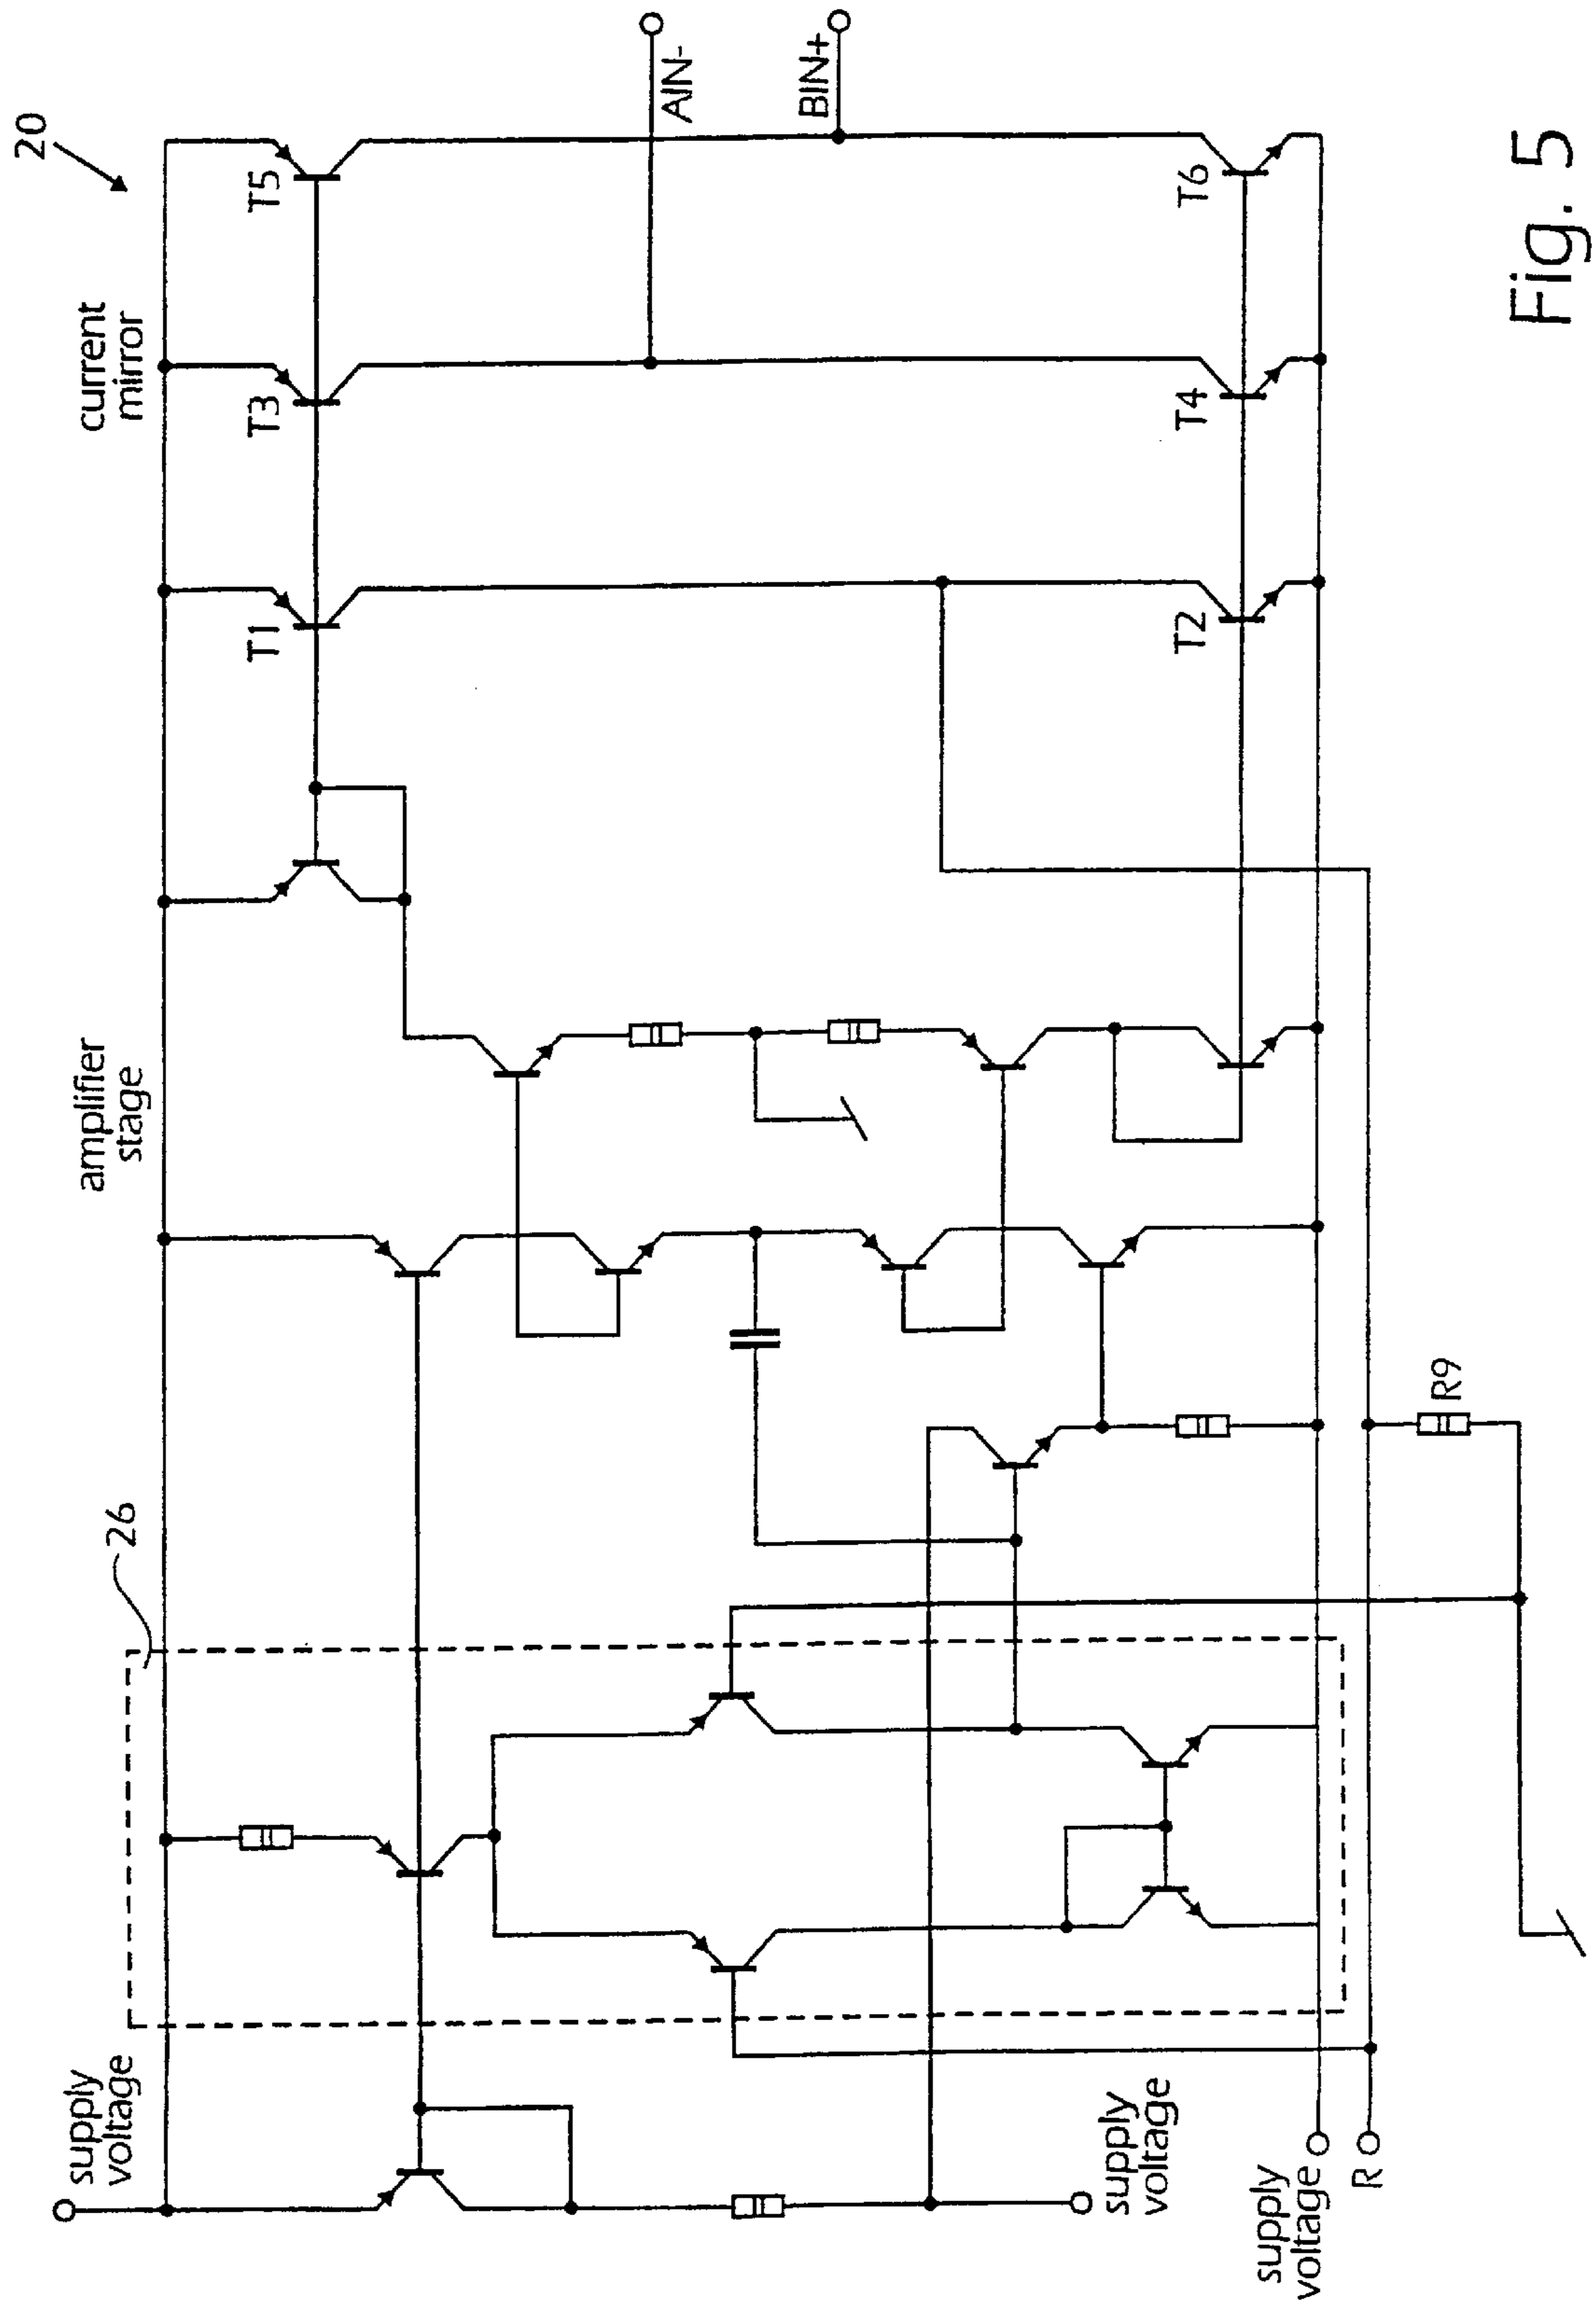 20
current
mirror
amplifier
stage
26
supply
voltage
T1
T3
T5
AIN-
BIN+
T2
T4
T6
R9
supply
voltage
supply
voltage
R
Fig. 5